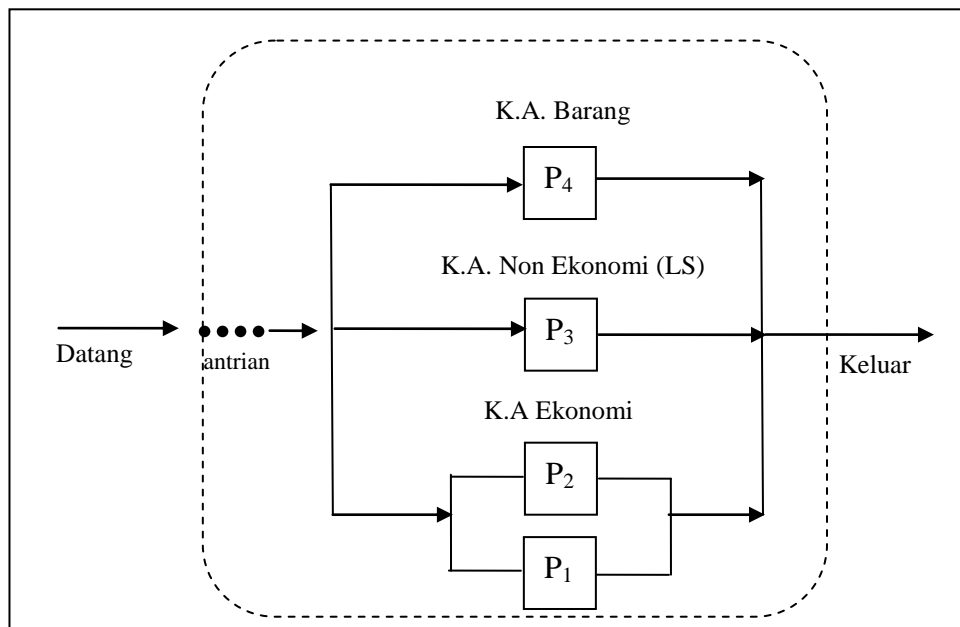 K.A. Barang
P₄
K.A. Non Ekonomi (LS)
P₃
Datang
antrian
Keluar
K.A Ekonomi
P₂
P₁